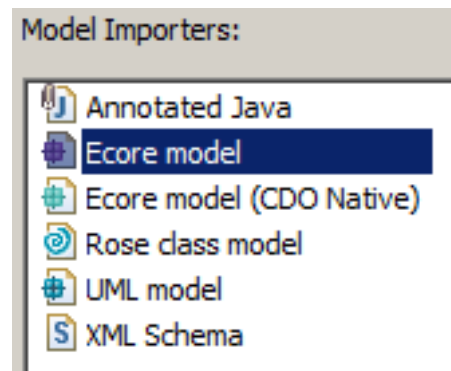 Model Importers:
Annotated Java
Ecore model
Ecore model (CDO Native)
Rose class model
UML model
XML Schema